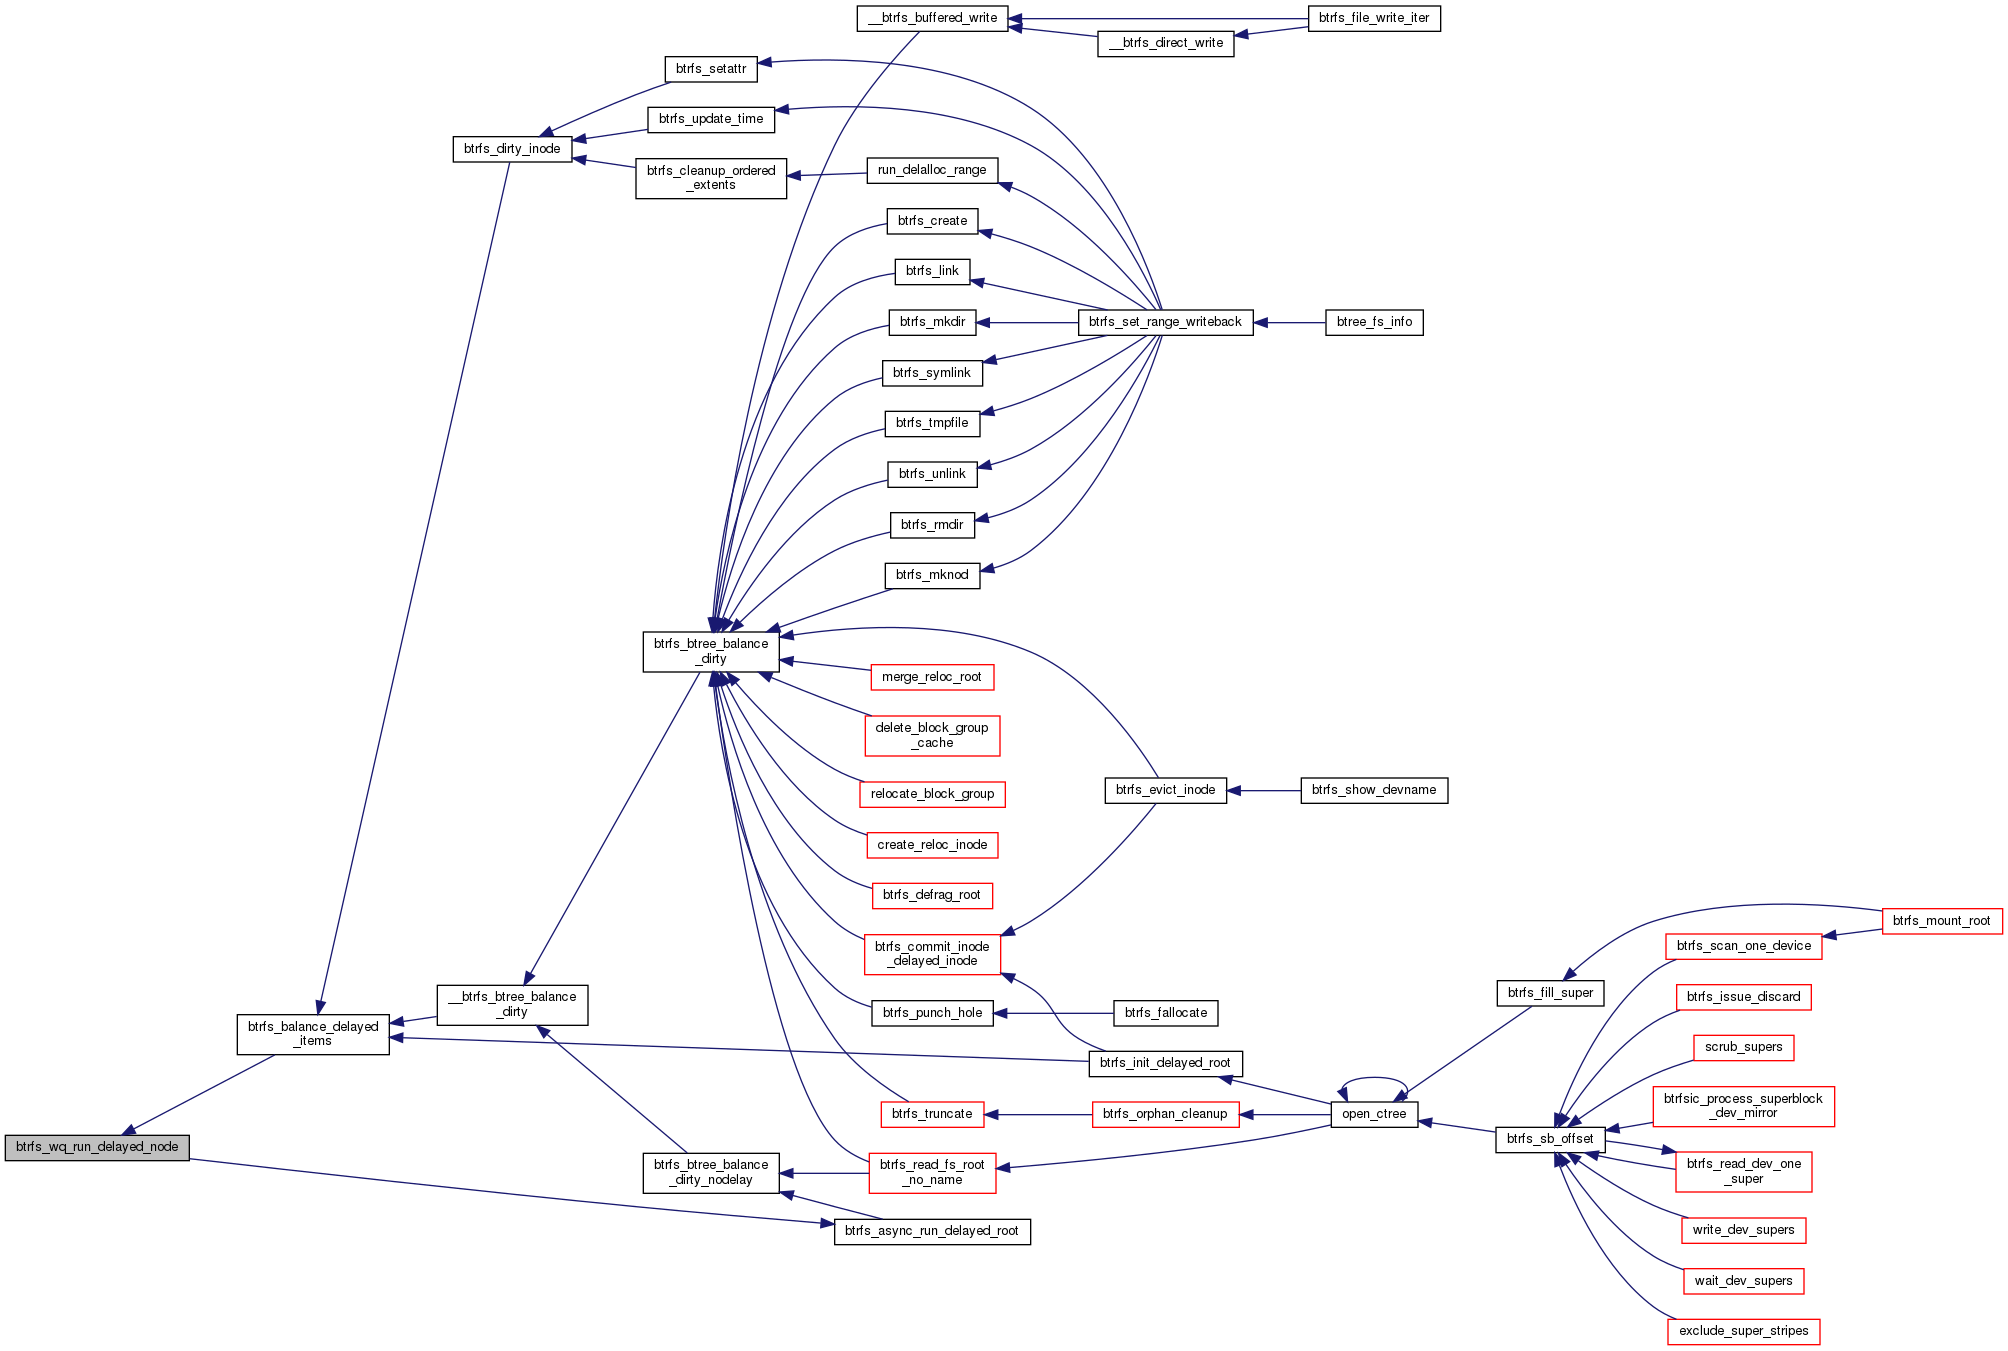 __btrfs_buffered_write
btrfs_file_write_iter
__btrfs_direct_write
btrfs_setattr
btrfs_update_time
btrfs_dirty_inode
btrfs_cleanup_ordered
_extents
run_delalloc_range
btrfs_create
btrfs_link
btrfs_mkdir
btrfs_set_range_writeback
btree_fs_info
btrfs_symlink
btrfs_tmpfile
btrfs_unlink
btrfs_rmdir
btrfs_mknod
btrfs_btree_balance
_dirty
merge_reloc_root
delete_block_group
_cache
relocate_block_group
btrfs_evict_inode
btrfs_show_devname
create_reloc_inode
btrfs_defrag_root
btrfs_commit_inode
_delayed_inode
btrfs_mount_root
btrfs_scan_one_device
btrfs_fill_super
btrfs_issue_discard
__btrfs_btree_balance
_dirty
btrfs_punch_hole
btrfs_fallocate
btrfs_balance_delayed
_items
scrub_supers
btrfs_init_delayed_root
btrfsic_process_superblock
_dev_mirror
btrfs_truncate
btrfs_orphan_cleanup
open_ctree
btrfs_sb_offset
btrfs_wq_run_delayed_node
btrfs_btree_balance
_dirty_nodelay
btrfs_read_fs_root
_no_name
btrfs_read_dev_one
_super
btrfs_async_run_delayed_root
write_dev_supers
wait_dev_supers
exclude_super_stripes